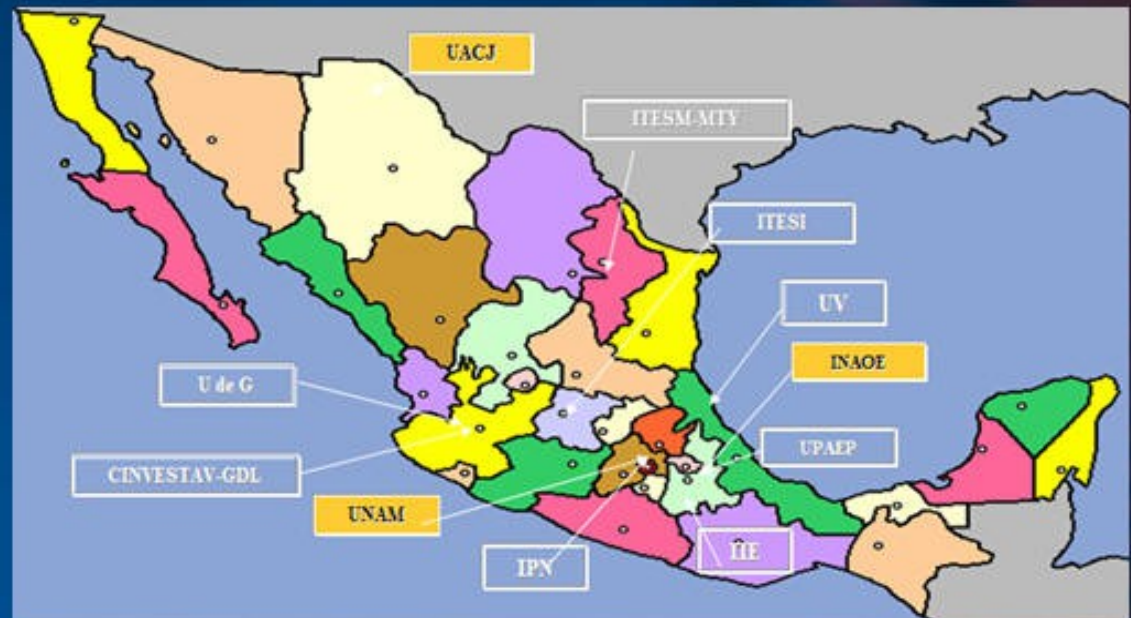 UACJ
ITESM-MTY
ITESI
UV
INAOE
U de G
UPAEP
CINVESTAV-GDL
UNAM
IIE
IPN